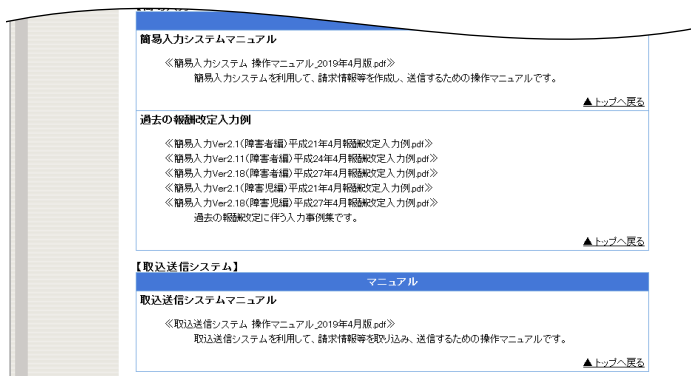 簡易入力システムマニュアル
≪簡易入力システム 操作マニュアル_2019年4月版.pdf≫
簡易入力システムを利用して、請求情報等を作成し、送信するための操作マニュアルです。
▲トップへ戻る
過去の報酬改定入力例
≪簡易入力Ver2.1(障害者編)平成21年4月報酬改定入力例.pdf≫
≪簡易入力Ver2.11(障害者編)平成24年4月報酬改定入力例.pdf≫
≪簡易入力Ver2.18(障害者編)平成27年4月報酬改定入力例.pdf≫
≪簡易入力Ver2.1(障害児編)平成21年4月報酬改定入力例.pdf≫
≪簡易入力Ver2.18(障害児編)平成27年4月報酬改定入力例.pdf≫
過去の報酬改定に伴う入力事例集です。
▲トップへ戻る
【取込送信システム】
マニュアル
取込送信システムマニュアル
≪取込送信システム 操作マニュアル_2019年4月版.pdf≫
取込送信システムを利用して、請求情報等を取り込み、送信するための操作マニュアルです。
▲トップへ戻る